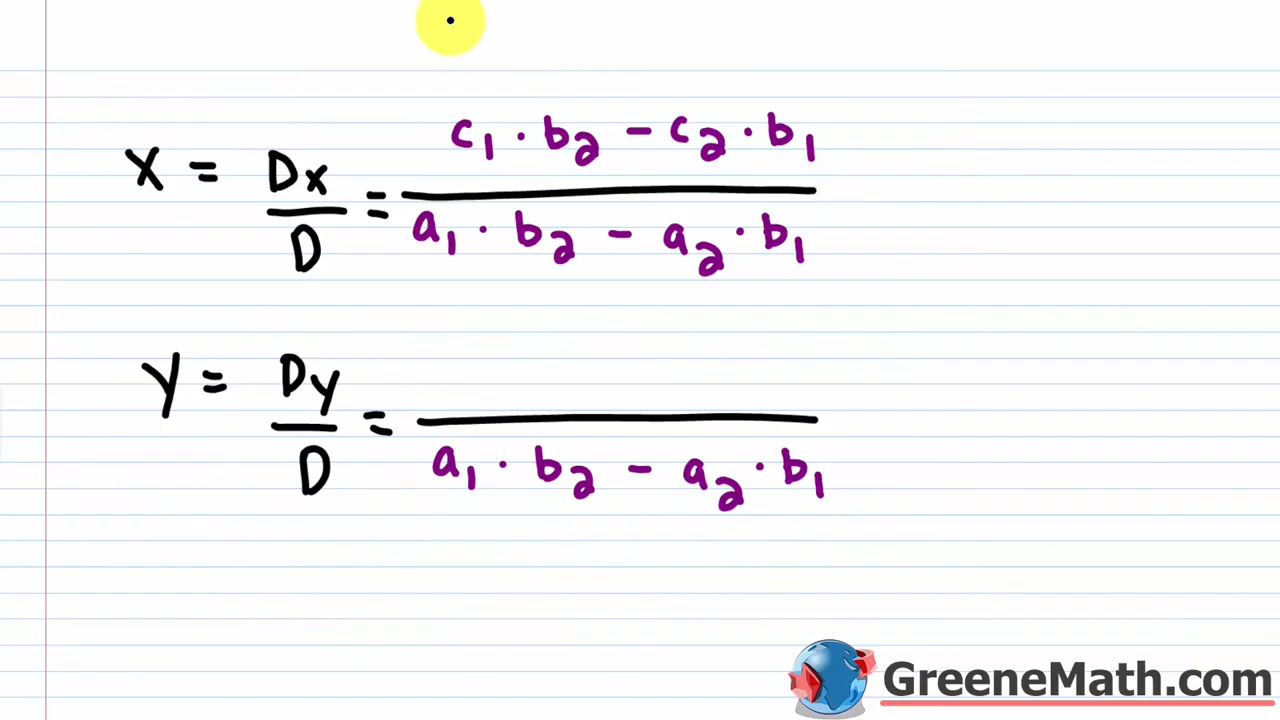 c₁ · b₂ − c₂ · b₁
x = Dx =
D
a₁ · b₂ − a₂ · b₁
y = Dy =
D
a₁ · b₂ − a₂ · b₁
GreeneMath.com